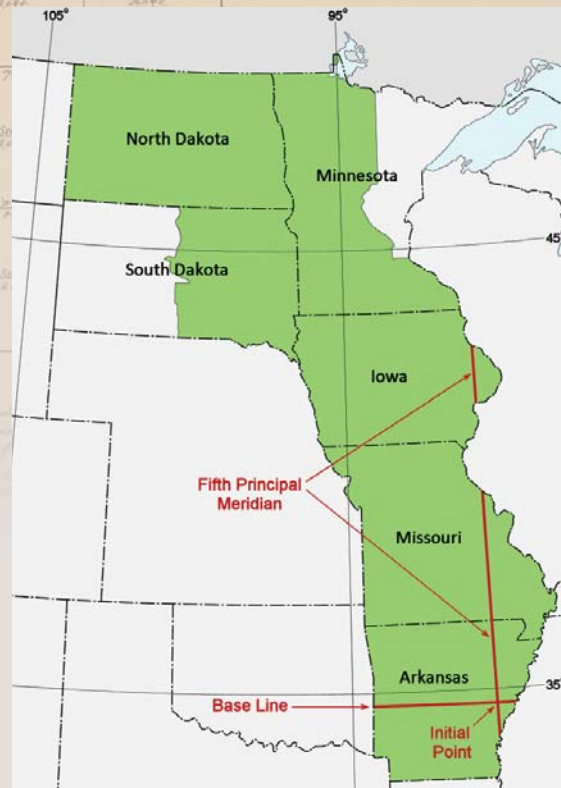 105°
95°
North Dakota
Minnesota
45
South Dakota
Iowa
Fifth Principal
Meridian
Missouri
Arkansas
35
Base Line
Initial
Point